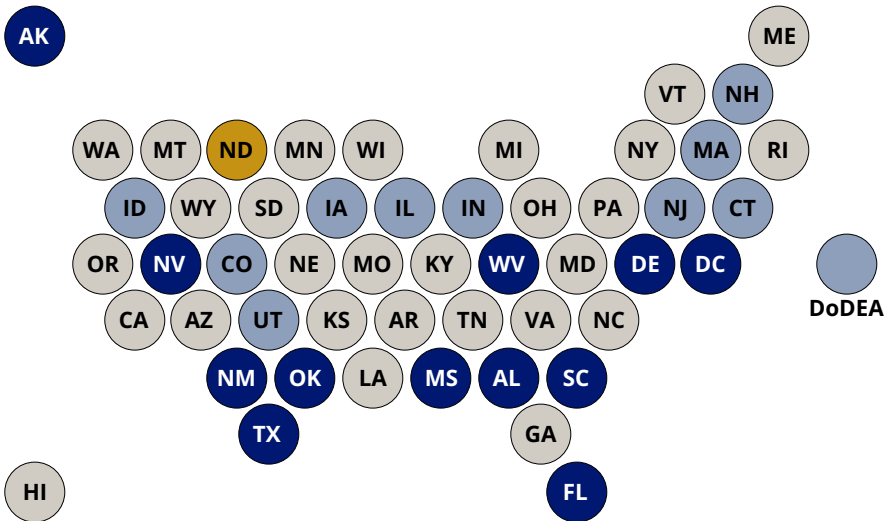 AK ME
VT NH
WA MT ND MN WI MI NY MA RI
ID WY SD IA IL IN OH PA NJ CT
OR NV CO NE MO KY WV MD DE DC
DoDEA
CA AZ UT KS AR TN VA NC
NM OK LA MS AL SC
TX GA
HI FL